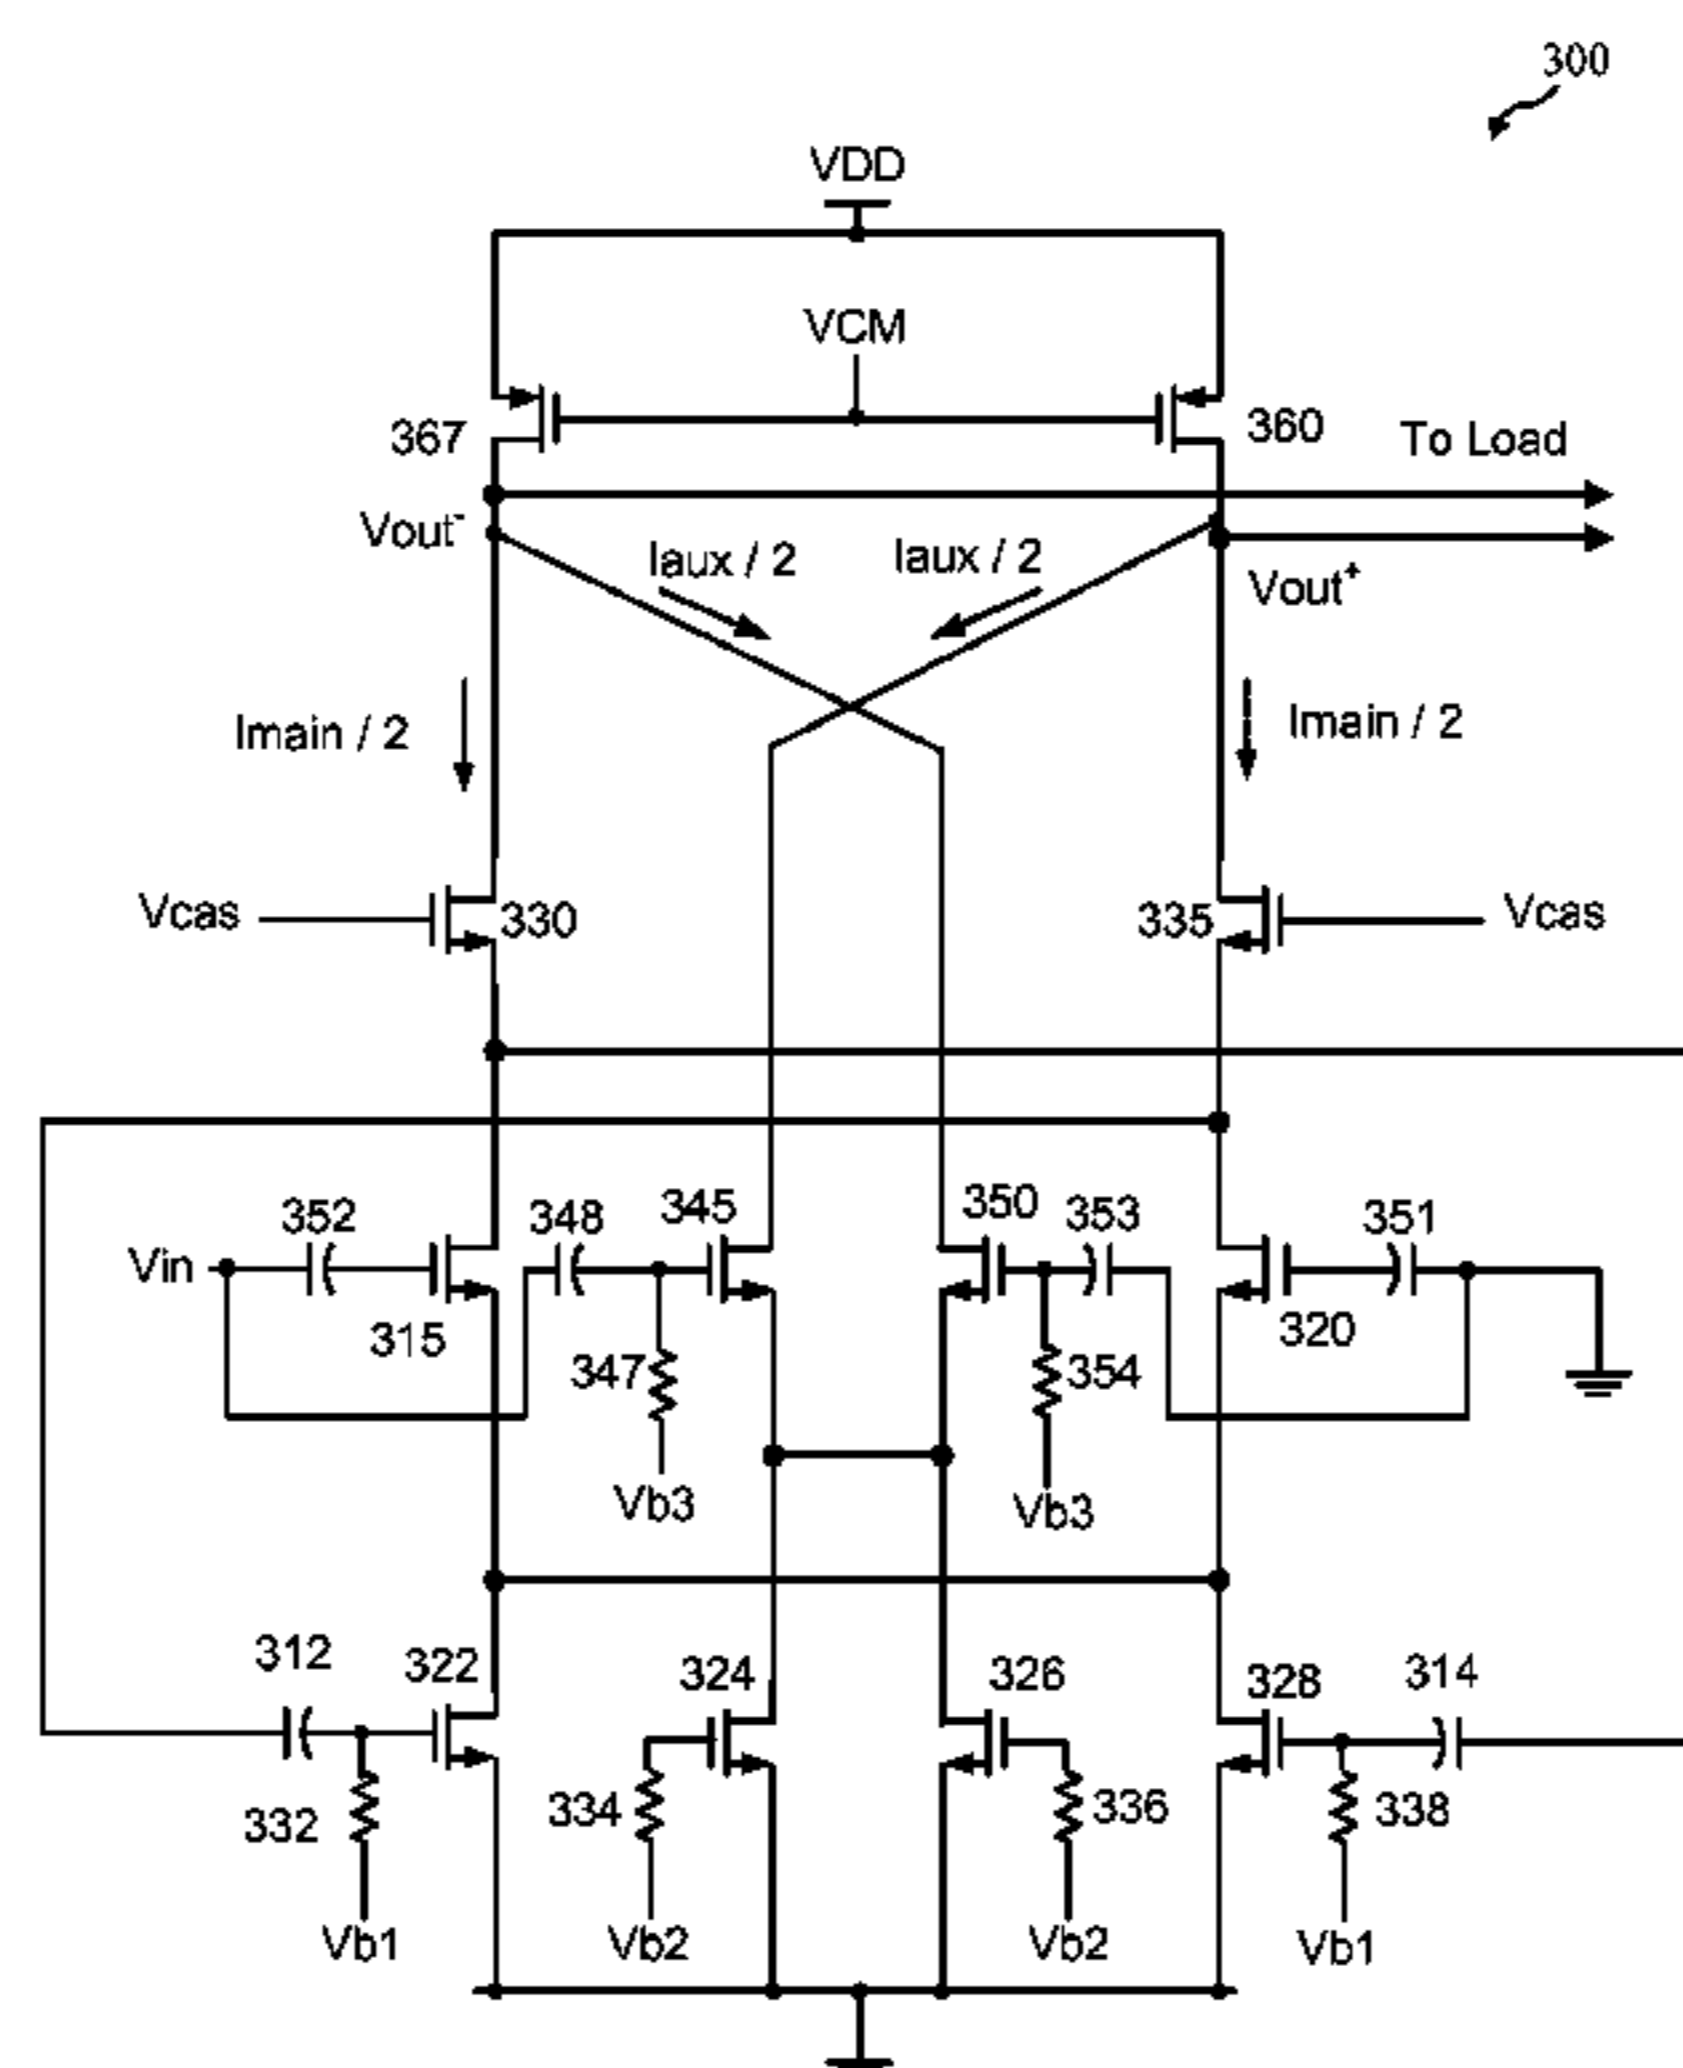 300
VDD
VCM
367
360
To Load
Vout-
Iaux / 2
Iaux / 2
Vout+
Imain / 2
Imain / 2
Vcas
330
335
Vcas
352
348
345
350
353
351
Vin
315
320
347
354
Vb3
Vb3
312
322
324
326
328
314
332
334
336
338
Vb1
Vb2
Vb2
Vb1